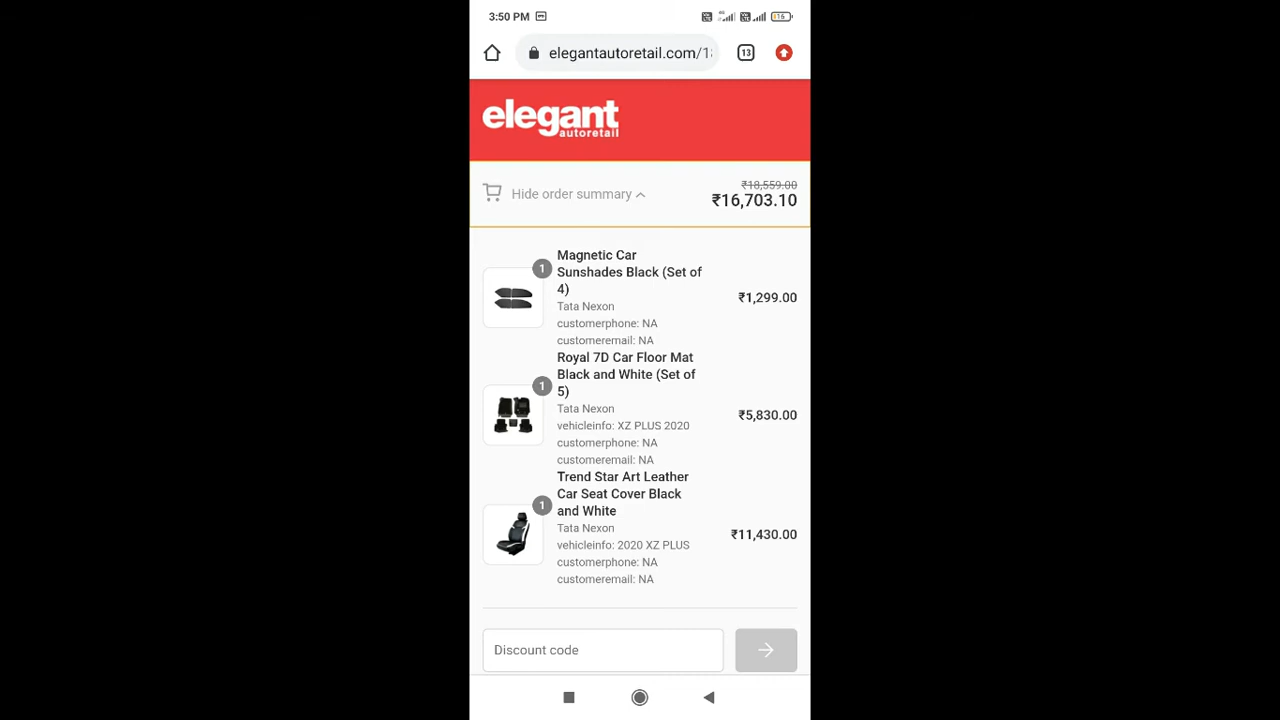 3:50 PM
16
elegantautoretail.com/1
13
elegant
autoretail
₹18,559.00
Hide order summary
₹16,703.10
Magnetic Car
Sunshades Black (Set of
4)
1
₹1,299.00
Tata Nexon
customerphone: NA
customeremail: NA
Royal 7D Car Floor Mat
Black and White (Set of
5)
1
Tata Nexon
₹5,830.00
vehicleinfo: XZ PLUS 2020
customerphone: NA
customeremail: NA
Trend Star Art Leather
Car Seat Cover Black
and White
1
Tata Nexon
₹11,430.00
vehicleinfo: 2020 XZ PLUS
customerphone: NA
customeremail: NA
Discount code